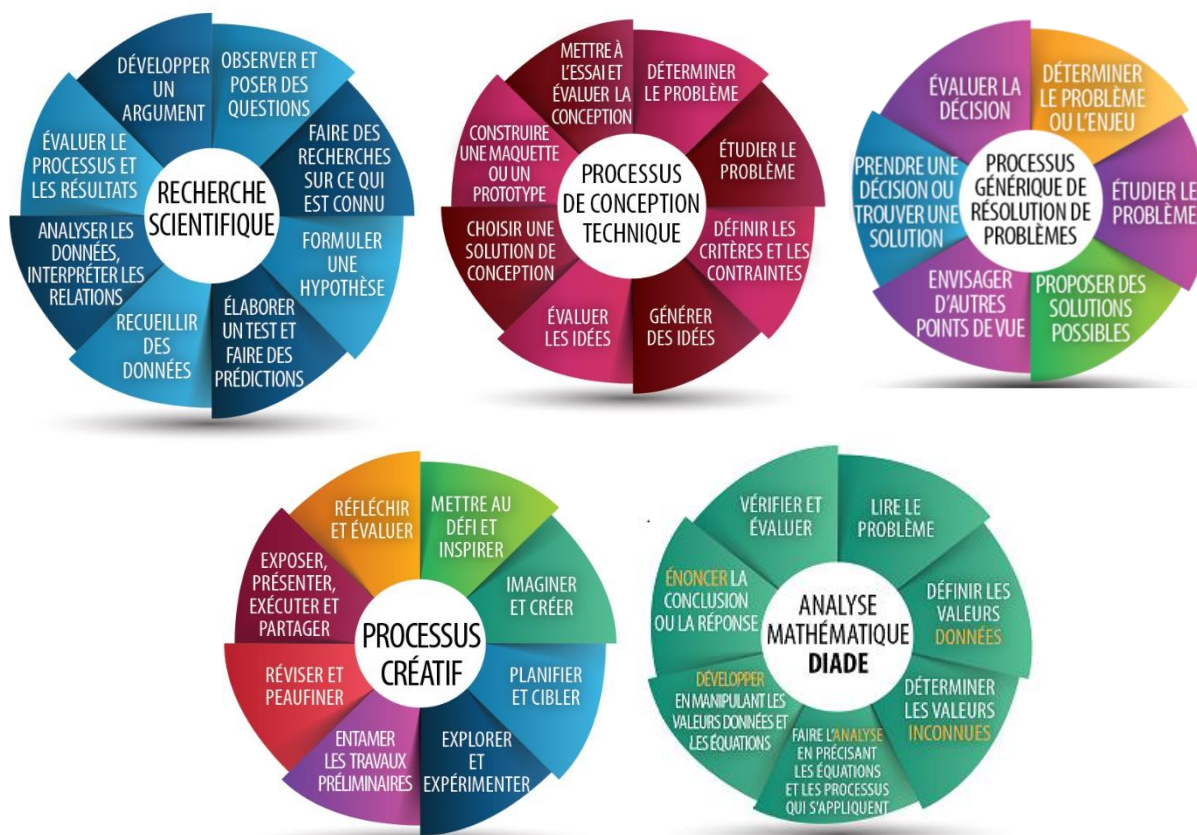 RECHERCHE
SCIENTIFIQUE
OBSERVER ET
POSER DES
QUESTIONS
FAIRE DES
RECHERCHES
SUR CE QUI
EST CONNU
FORMULER
UNE
HYPOTHÈSE
ÉLABORER
UN TEST ET
FAIRE DES
PRÉDICTIONS
RECUEILLIR
DES
DONNÉES
ANALYSER LES
DONNÉES,
INTERPRÉTER LES
RELATIONS
ÉVALUER LE
PROCESSUS ET
LES RÉSULTATS
DÉVELOPPER
UN
ARGUMENT
PROCESSUS
DE CONCEPTION
TECHNIQUE
DÉTERMINER
LE PROBLÈME
ÉTUDIER LE
PROBLÈME
DÉFINIR LES
CRITÈRES ET LES
CONTRAINTES
GÉNÉRER
DES IDÉES
ÉVALUER
LES IDÉES
CHOISIR UNE
SOLUTION DE
CONCEPTION
CONSTRUIRE
UNE MAQUETTE
OU UN
PROTOTYPE
METTRE À
L'ESSAI ET
ÉVALUER LA
CONCEPTION
PROCESSUS
GÉNÉRIQUE DE
RÉSOLUTION DE
PROBLÈMES
DÉTERMINER
LE PROBLÈME
OU L'ENJEU
ÉTUDIER LE
PROBLÈME
PROPOSER DES
SOLUTIONS
POSSIBLES
ENVISAGER
D'AUTRES
POINTS DE VUE
PRENDRE UNE
DÉCISION OU
TROUVER UNE
SOLUTION
ÉVALUER LA
DÉCISION
PROCESSUS
CRÉATIF
METTRE AU
DÉFI ET
INSPIRER
IMAGINER
ET CRÉER
PLANIFIER
ET CIBLER
EXPLORER
ET
EXPÉRIMENTER
ENTAMER
LES TRAVAUX
PRÉLIMINAIRES
RÉVISER ET
PEAUFINER
EXPOSER,
PRÉSENTER,
EXÉCUTER ET
PARTAGER
RÉFLÉCHIR
ET ÉVALUER
ANALYSE
MATHÉMATIQUE
DIADE
LIRE LE
PROBLÈME
DÉFINIR LES
VALEURS
DONNÉES
DÉTERMINER
LES VALEURS
INCONNUES
FAIRE L'ANALYSE
EN PRÉCISANT
LES ÉQUATIONS
ET LES PROCESSUS
QUI S'APPLIQUENT
DÉVELOPPER
EN MANIPULANT LES
VALEURS DONNÉES ET
LES ÉQUATIONS
ÉNONCER LA
CONCLUSION
OU LA RÉPONSE
VÉRIFIER ET
ÉVALUER